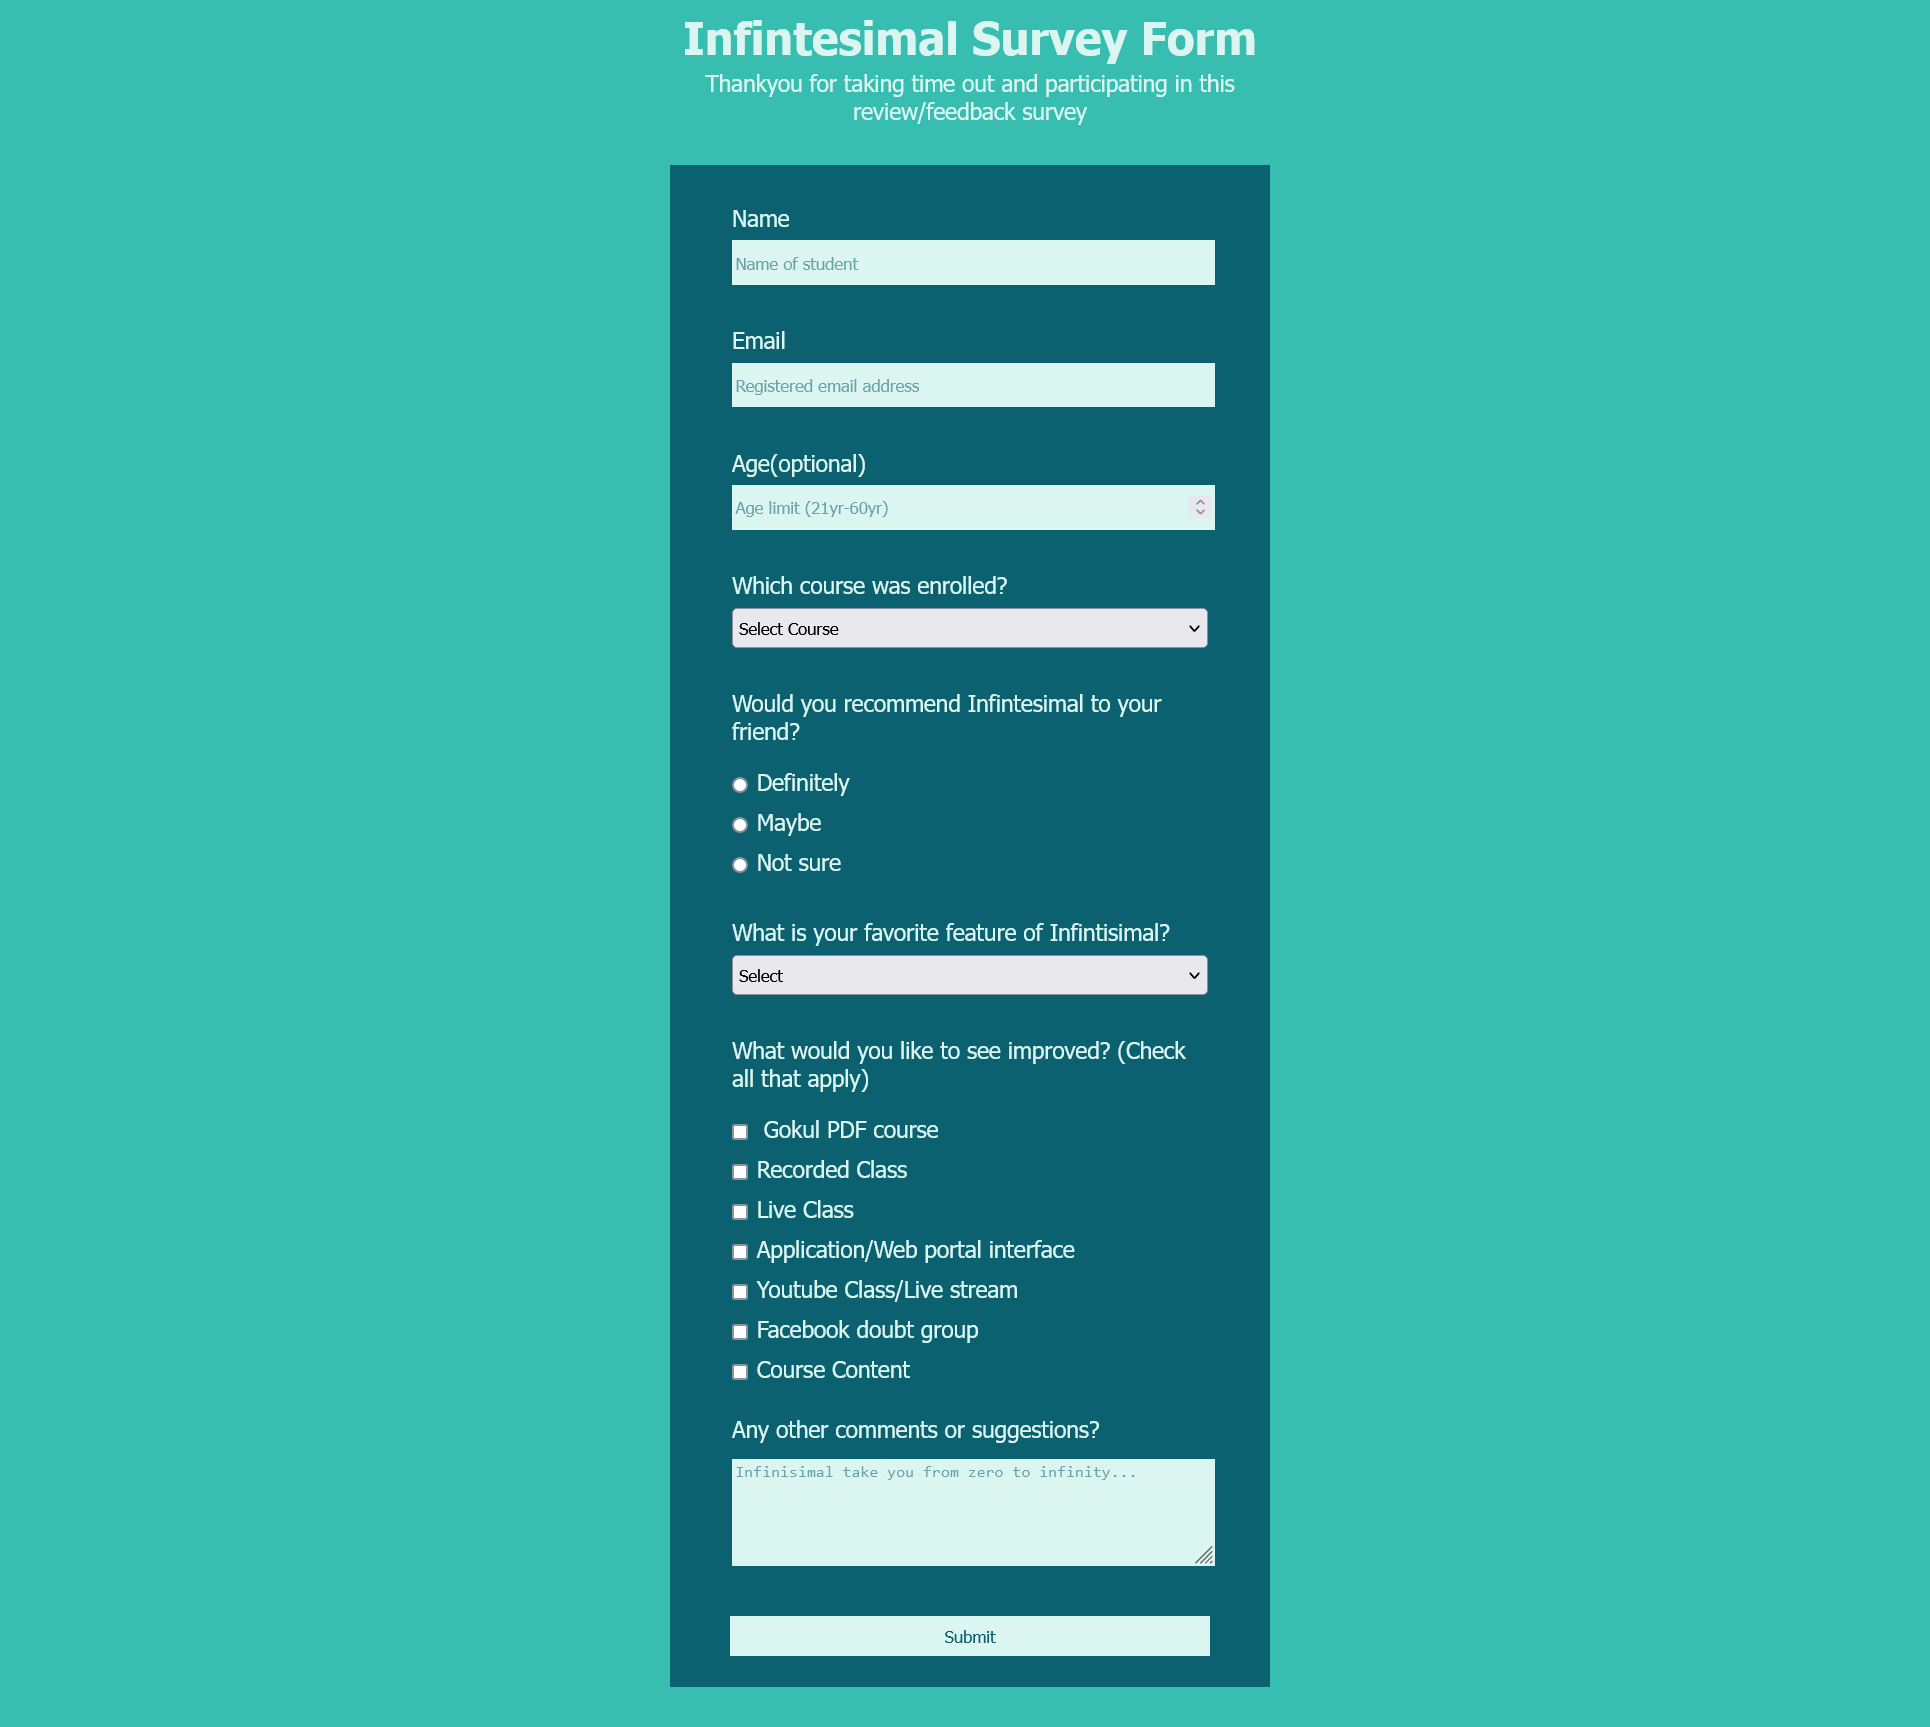 Infintesimal Survey Form
Thankyou for taking time out and participating in this
review/feedback survey
Name
Name of student
Email
Registered email address
Age(optional)
Age limit (21yr-60yr)
Which course was enrolled?
Select Course
Would you recommend Infintesimal to your
friend?
Definitely
Maybe
Not sure
What is your favorite feature of Infintisimal?
Select
What would you like to see improved? (Check
all that apply)
Gokul PDF course
Recorded Class
Live Class
Application/Web portal interface
Youtube Class/Live stream
Facebook doubt group
Course Content
Any other comments or suggestions?
Infinisimal take you from zero to infinity...
Submit